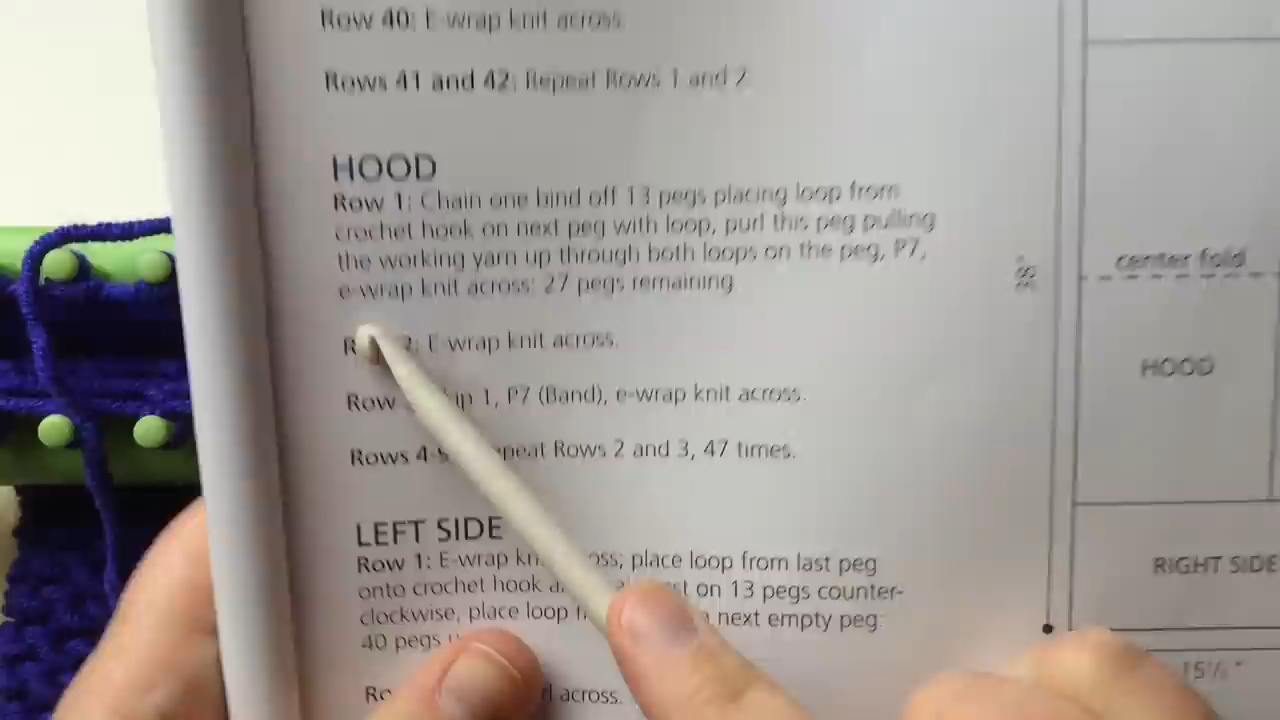 Row 40: E-wrap knit across.
Rows 41 and 42: Repeat Rows 1 and 2
HOOD
Row 1: Chain one bind off 13 pegs placing loop from
crochet hook on next peg with loop, purl this peg pulling
the working yarn up through both loops on the peg, P7,
e-wrap knit across: 27 pegs remaining
2: E-wrap knit across.
Row 1, P7 (Band), e-wrap knit across.
Rows Rows 2 and 3, 47 times.
LEFT SIDE
Row 1: E-wrap place loop from last peg
onto crochet hook on 13 pegs counter-
clockwise, place loop next empty peg:
40 pegs
across.
center fold
HOOD
RIGHT SIDE